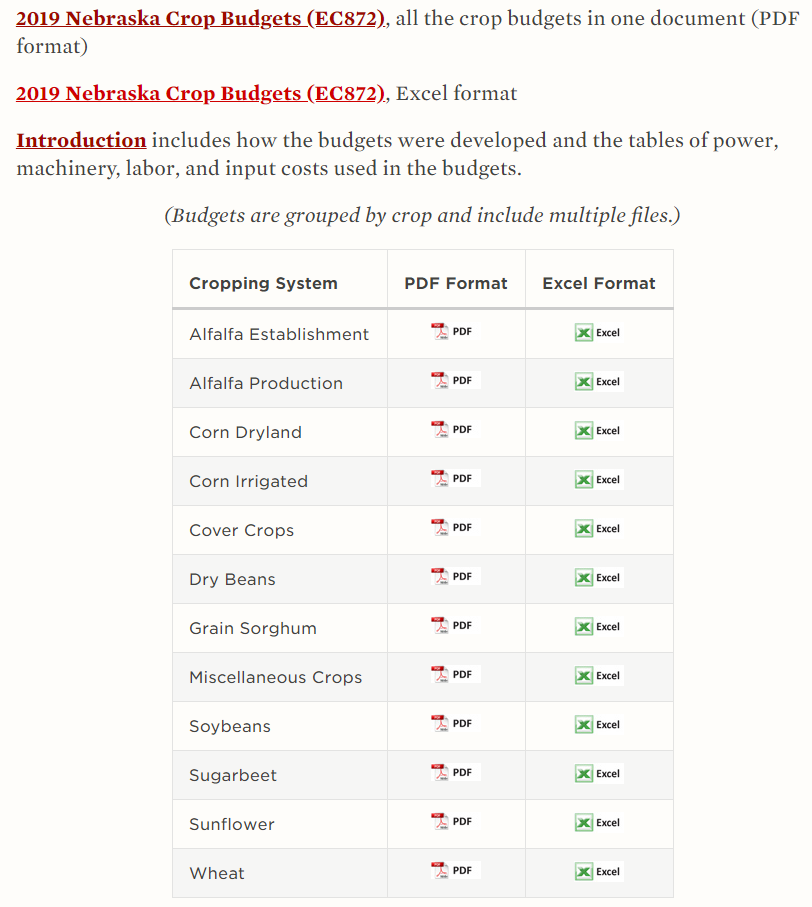 2019 Nebraska Crop Budgets (EC872), all the crop budgets in one document (PDF
format)
2019 Nebraska Crop Budgets (EC872), Excel format
Introduction includes how the budgets were developed and the tables of power,
machinery, labor, and input costs used in the budgets.
(Budgets are grouped by crop and include multiple files.)
Cropping System PDF Format Excel Format
Alfalfa Establishment PDF Excel
Alfalfa Production PDF Excel
Corn Dryland PDF Excel
Corn Irrigated PDF Excel
Cover Crops PDF Excel
Dry Beans PDF Excel
Grain Sorghum PDF Excel
Miscellaneous Crops PDF Excel
Soybeans PDF Excel
Sugarbeet PDF Excel
Sunflower PDF Excel
Wheat PDF Excel